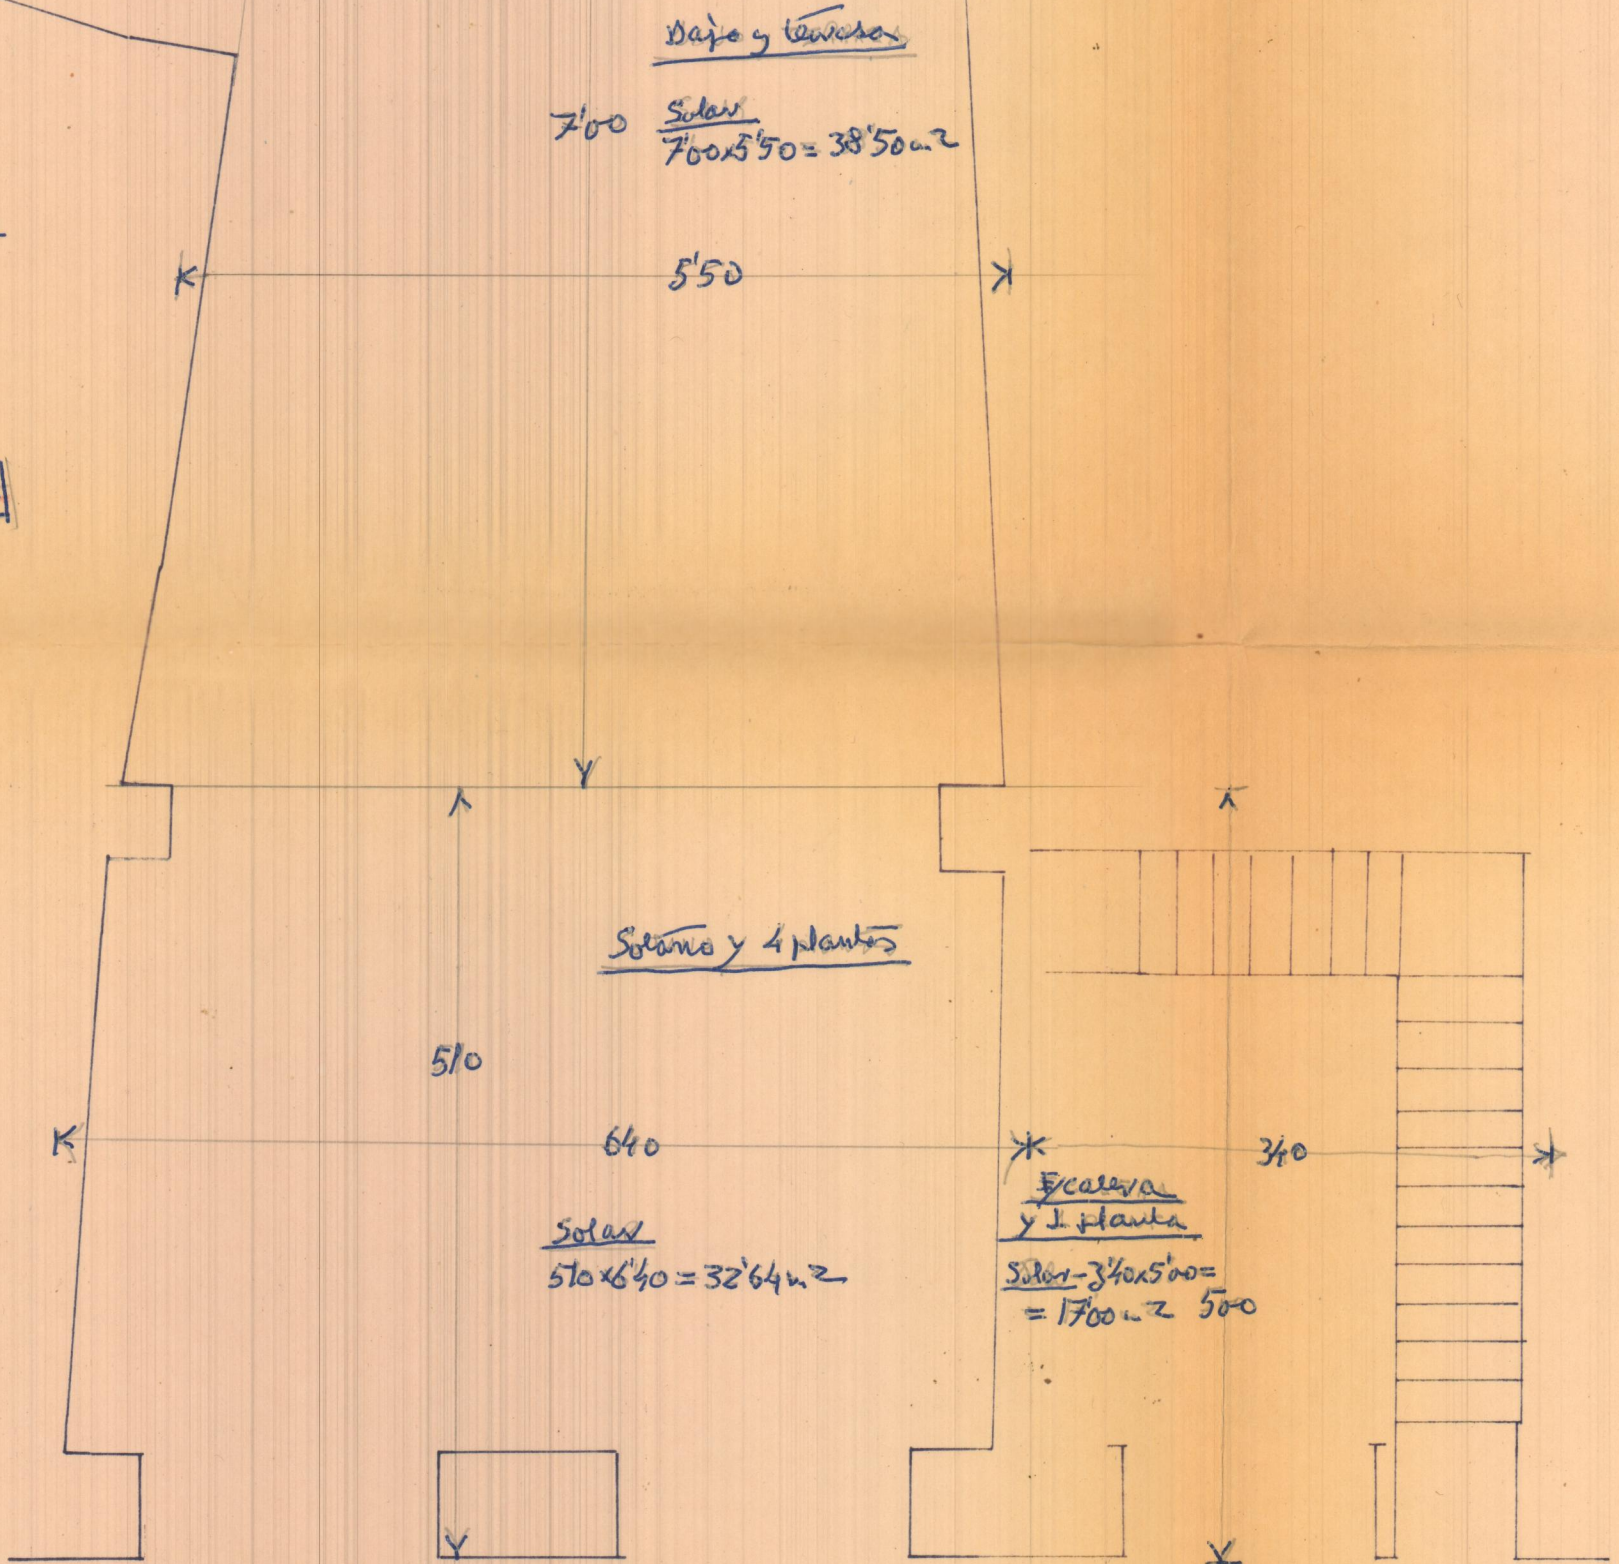 Bajo y terrasa
7'00
Solar
7'00x5'50 = 38'50 m2
5'50
Sotano y 4 plantas
5'10
6'40
3'40
Escalera
y 1 planta
Solar
5'10x6'40 = 32'64 m2
Solar - 3'40x5'00 =
= 17'00 m2
5'00